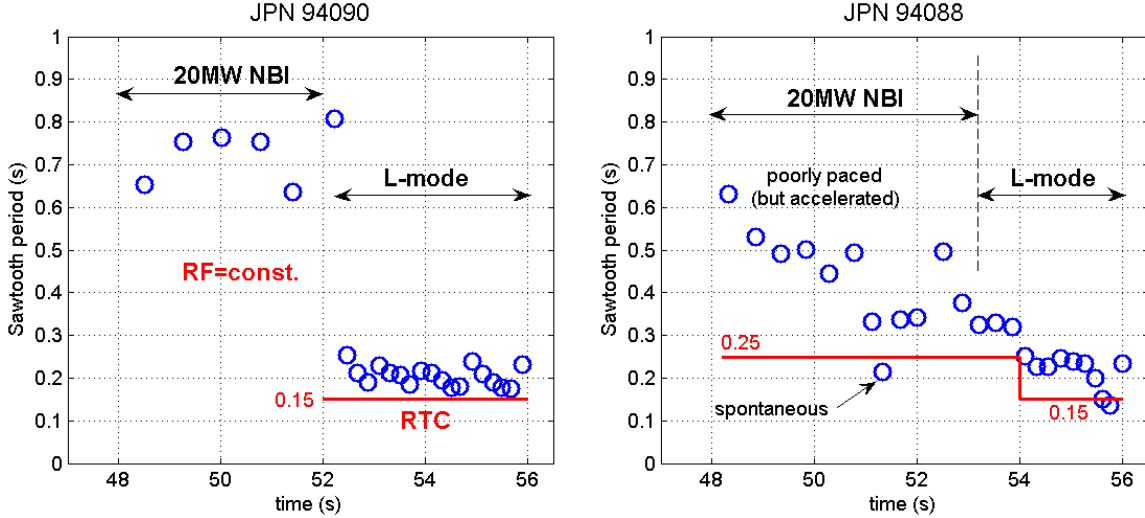 JPN 94090
Sawtooth period (s)
1
0.9
0.8
0.7
0.6
0.5
0.4
0.3
0.2
0.1
0
20MW NBI
L-mode
RF=const.
0.15
RTC
48
50
52
54
56
time (s)
JPN 94088
Sawtooth period (s)
1
0.9
0.8
0.7
0.6
0.5
0.4
0.3
0.2
0.1
0
20MW NBI
poorly paced
(but accelerated)
L-mode
0.25
spontaneous
0.15
48
50
52
54
56
time (s)